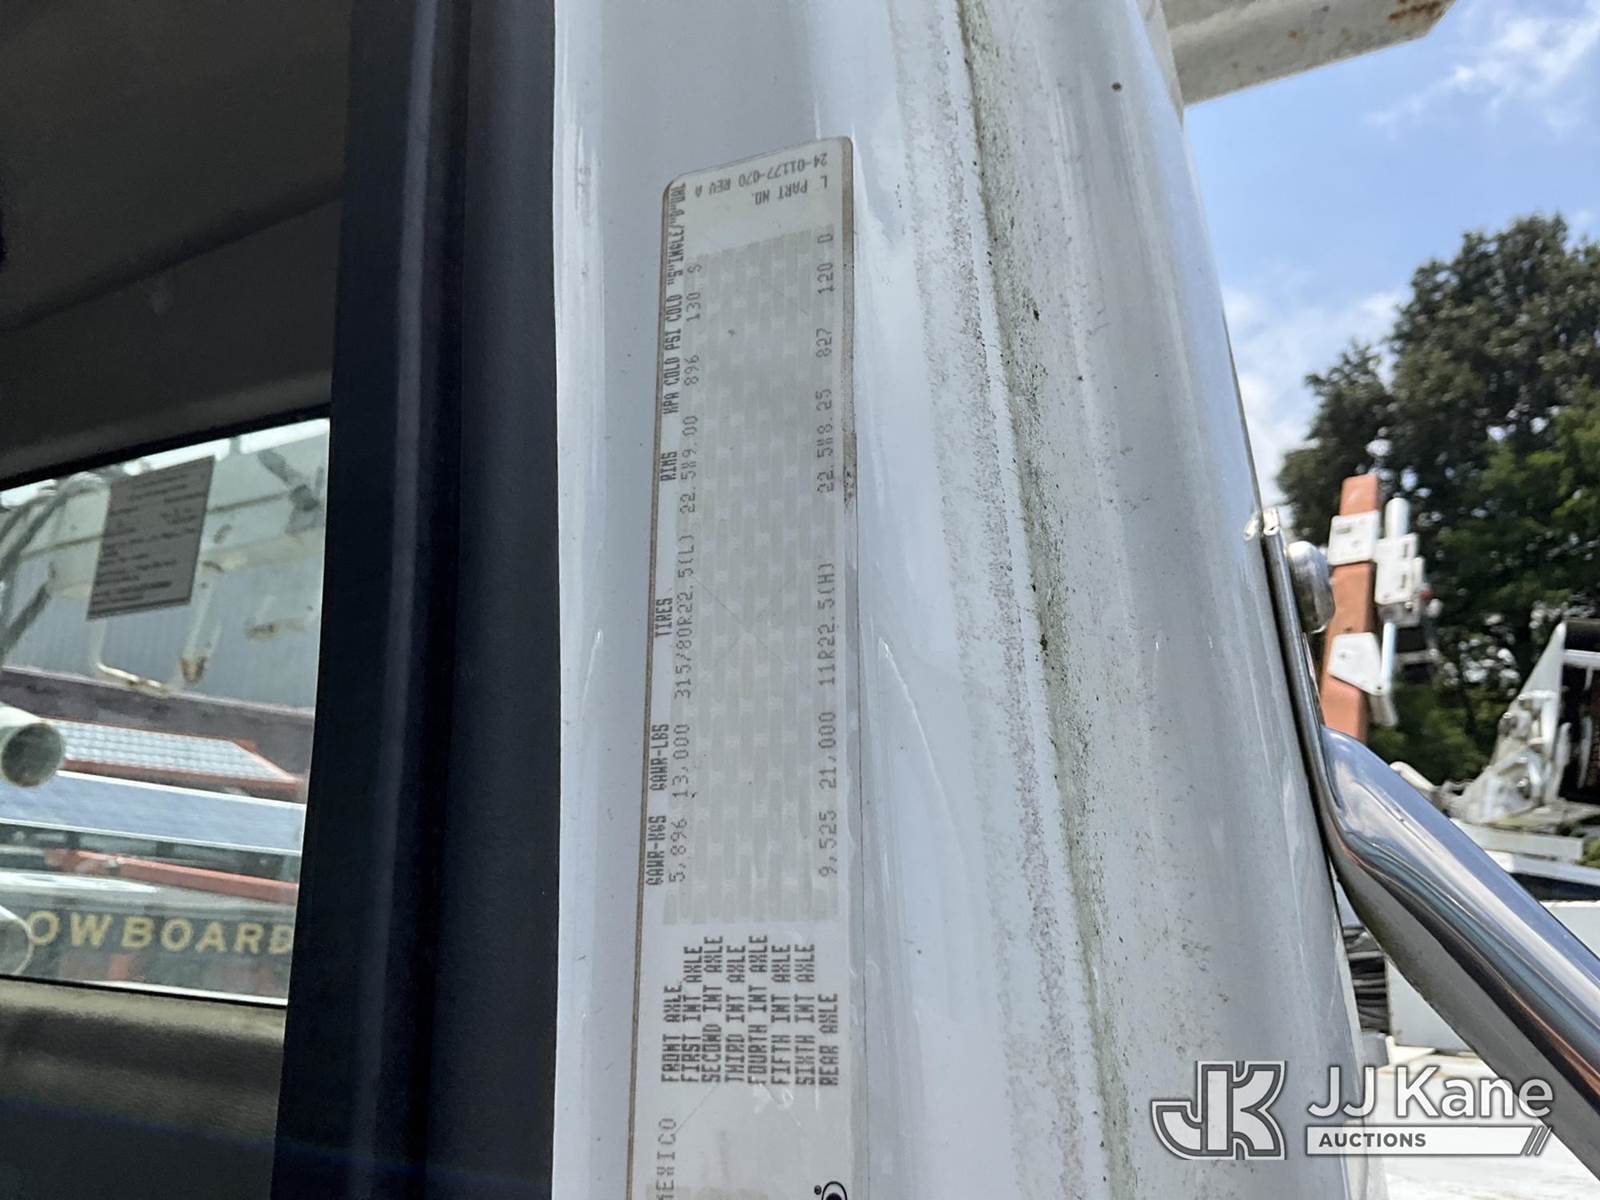 GAWR-KGS GAWR-LBS TIRES RIMS KPA COLD PSI COLD "S"INGLE/"D"UAL
FRONT AXLE 5,896 13,000 315/80R22.5(L) 22.5W9.00 896 130 S
FIRST INT AXLE
SECOND INT AXLE
THIRD INT AXLE
FOURTH INT AXLE
FIFTH INT AXLE
SIXTH INT AXLE
REAR AXLE 9,525 21,000 11R22.5(H) 22.5W8.25 827 120 D
L PART NO.
24-01177-070 REV A
MEXICO
OWBOARD
JJ Kane
AUCTIONS